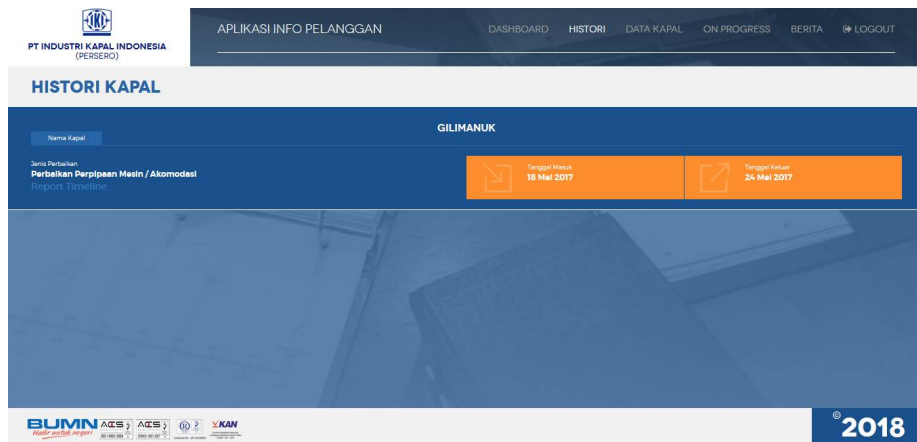 IKI
PT INDUSTRI KAPAL INDONESIA
(PERSERO)
APLIKASI INFO PELANGGAN
DASHBOARD HISTORI DATA KAPAL ON PROGRESS BERITA LOGOUT
HISTORI KAPAL
Nama Kapal
GILIMANUK
Jenis Perbaikan
Perbaikan Perpipaan Mesin / Akomodasi
Report Timeline
Tanggal Masuk
18 Mei 2017
Tanggal Keluar
24 Mei 2017
BUMN
Hadir untuk negeri
KAN
© 2018